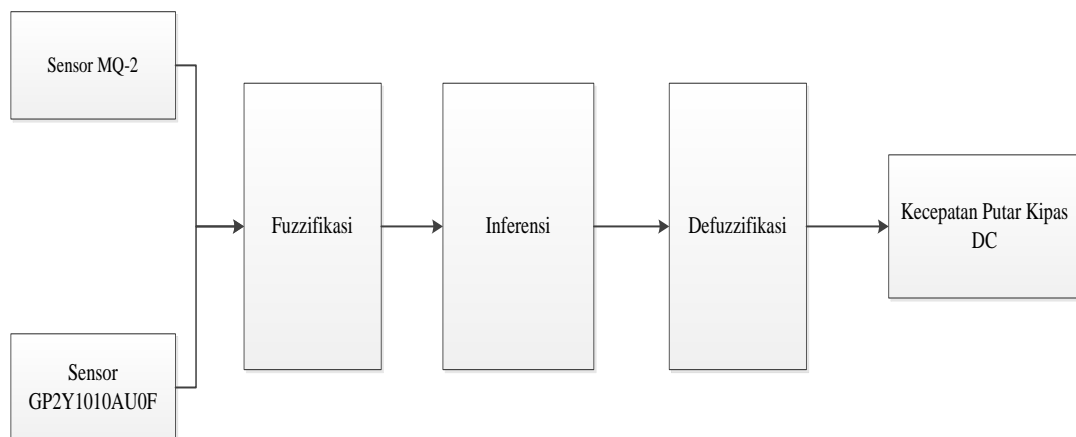 Sensor MQ-2
Sensor
GP2Y1010AU0F
Fuzzifikasi
Inferensi
Defuzzifikasi
Kecepatan Putar Kipas
DC